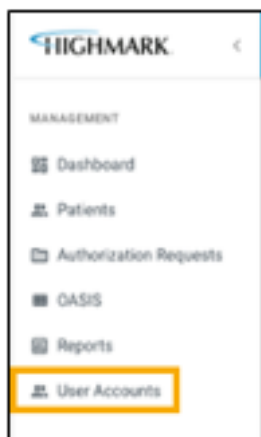 HIGHMARK
MANAGEMENT
Dashboard
Patients
Authorization Requests
OASIS
Reports
User Accounts